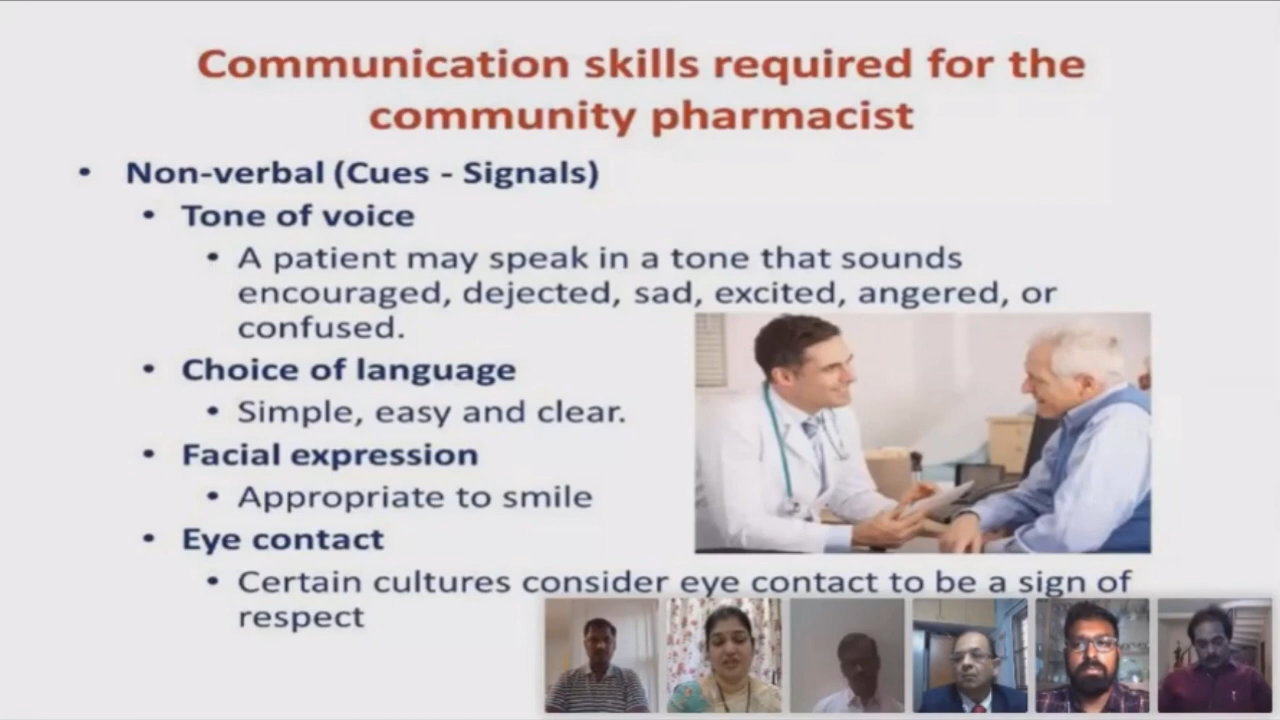 Communication skills required for the
community pharmacist
• Non-verbal (Cues - Signals)
• Tone of voice
• A patient may speak in a tone that sounds
encouraged, dejected, sad, excited, angered, or
confused.
• Choice of language
• Simple, easy and clear.
• Facial expression
• Appropriate to smile
• Eye contact
• Certain cultures consider eye contact to be a sign of
respect